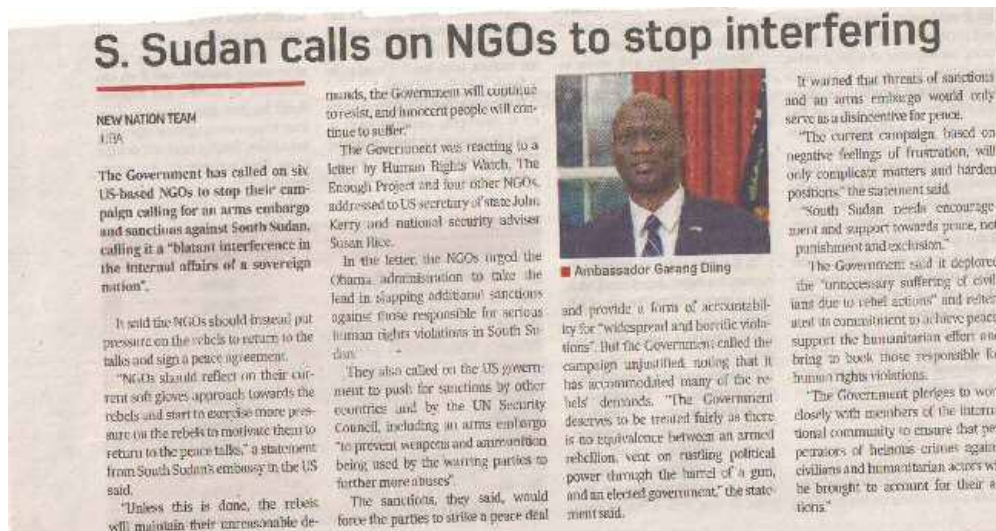 S. Sudan calls on NGOs to stop interfering
NEW NATION TEAM
JUBA
The Government has called on six
US-based NGOs to stop their cam-
paign calling for an arms embargo
and sanctions against South Sudan,
calling it a "blatant interference in
the internal affairs of a sovereign
nation".
It said the NGOs should instead put
pressure on the rebels to return to the
talks and sign a peace agreement.
"NGOs should reflect on their cur-
rent soft gloves approach towards the
rebels and start to exercise more pres-
sure on the rebels to motivate them to
return to the peace talks," a statement
from South Sudan's embassy in the US
said.
"Unless this is done, the rebels
will maintain their unreasonable de-
mands, the Government will continue
to resist, and innocent people will con-
tinue to suffer."
The Government was reacting to a
letter by Human Rights Watch, The
Enough Project and four other NGOs,
addressed to US secretary of state John
Kerry and national security adviser
Susan Rice.
In the letter, the NGOs urged the
Obama administration to take the
lead in slapping additional sanctions
against those responsible for serious
human rights violations in South Su-
dan.
They also called on the US govern-
ment to push for sanctions by other
countries and by the UN Security
Council, including an arms embargo
"to prevent weapons and ammunition
being used by the warring parties to
further more abuses".
The sanctions, they said, would
force the parties to strike a peace deal
Ambassador Garang Diing
and provide a form of accountabil-
ity for "widespread and horrific viola-
tions". But the Government called the
campaign unjustified, noting that it
has accommodated many of the re-
bels' demands. "The Government
deserves to be treated fairly as there
is no equivalence between an armed
rebellion, vent on rustling political
power through the barrel of a gun,
and an elected government," the state-
ment said.
It warned that threats of sanctions
and an arms embargo would only
serve as a disincentive for peace.
"The current campaign, based on
negative feelings of frustration, will
only complicate matters and harden
positions," the statement said.
"South Sudan needs encourage-
ment and support towards peace, not
punishment and exclusion."
The Government said it deplored
the "unnecessary suffering of civil
ians due to rebel actions" and reiter
ated its commitment to achieve peace
support the humanitarian effort and
bring to book those responsible for
human rights violations.
"The Government pledges to wor
closely with members of the intern
tional community to ensure that pe
petrators of heinous crimes again
civilians and humanitarian actors wi
be brought to account for their a
tions."